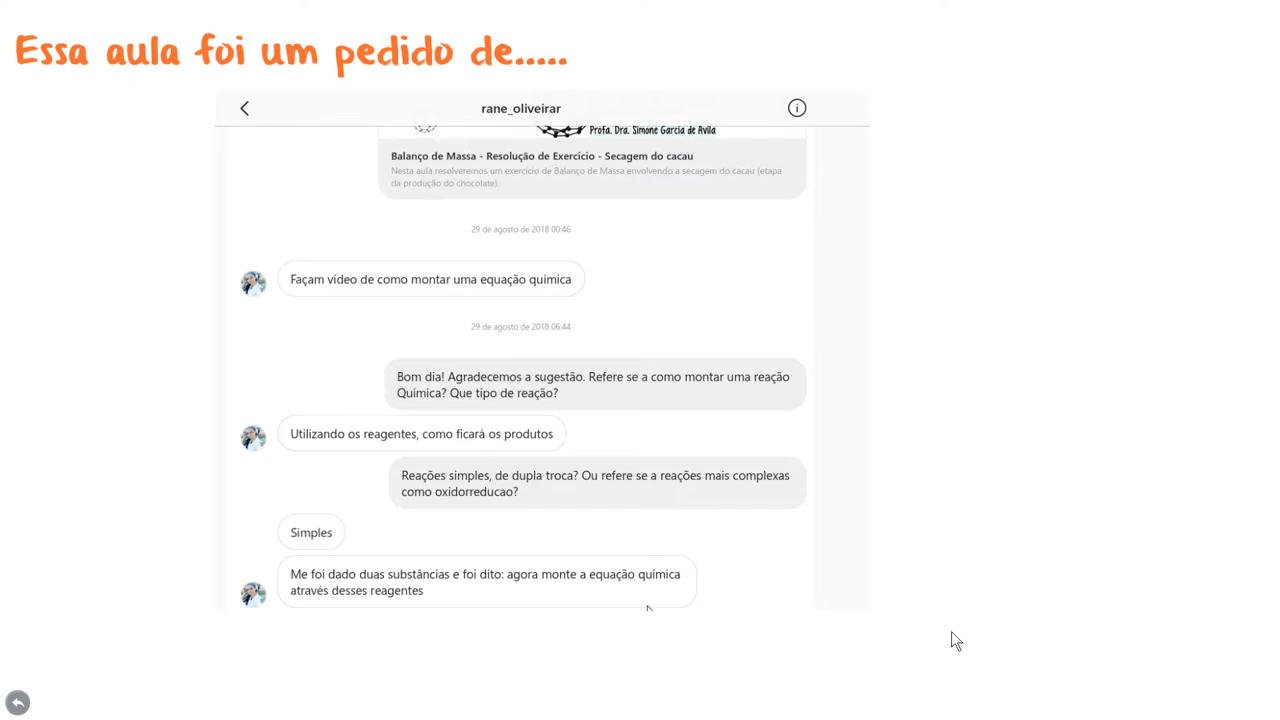 Essa aula foi um pedido de.....
rane_oliveirar
Profa. Dra. Simone Garcia de Avila
Balanço de Massa - Resolução de Exercício - Secagem do cacau
Nesta aula resolveremos um exercício de Balanço de Massa envolvendo a secagem do cacau (etapa
da produção do chocolate).
29 de agosto de 2018 00:46
Façam vídeo de como montar uma equação química
29 de agosto de 2018 06:44
Bom dia! Agradecemos a sugestão. Refere se a como montar uma reação
Química? Que tipo de reação?
Utilizando os reagentes, como ficará os produtos
Reações simples, de dupla troca? Ou refere se a reações mais complexas
como oxidorreducao?
Simples
Me foi dado duas substâncias e foi dito: agora monte a equação química
através desses reagentes